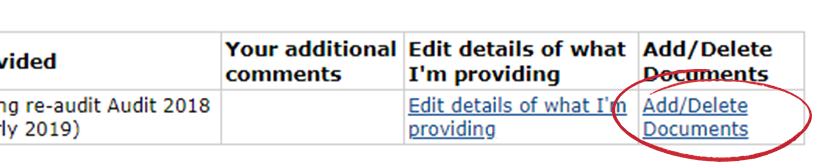 vided
Your additional comments
Edit details of what I'm providing
Add/Delete Documents
ng re-audit Audit 2018
rly 2019)
Edit details of what I'm providing
Add/Delete Documents